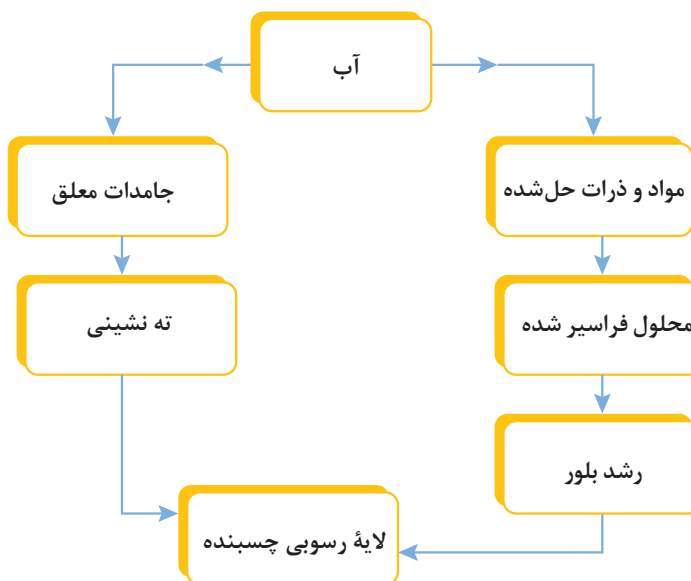 آب
مواد و ذرات حل‌شده
جامدات معلق
محلول فراسیر شده
ته نشینی
رشد بلور
لایهٔ رسوبی چسبنده